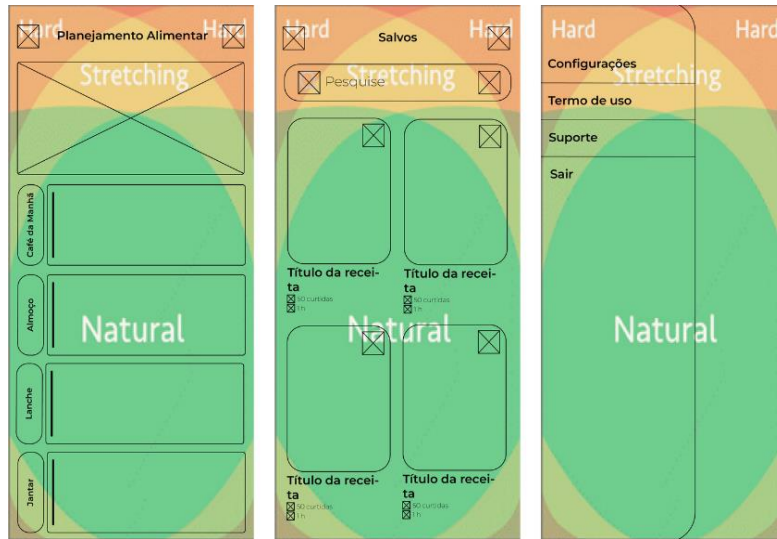 Hard
Hard
Planejamento Alimentar
Stretching
Café da Manhã
Almoço
Natural
Lanche
Jantar
Hard
Hard
Salvos
Stretching
Pesquise
Título da recei-
ta
50 curtidas
1 h
Título da recei-
ta
50 curtidas
1 h
Natural
Título da recei-
ta
50 curtidas
1 h
Título da recei-
ta
50 curtidas
1 h
Hard
Hard
Configurações
Stretching
Termo de uso
Suporte
Sair
Natural